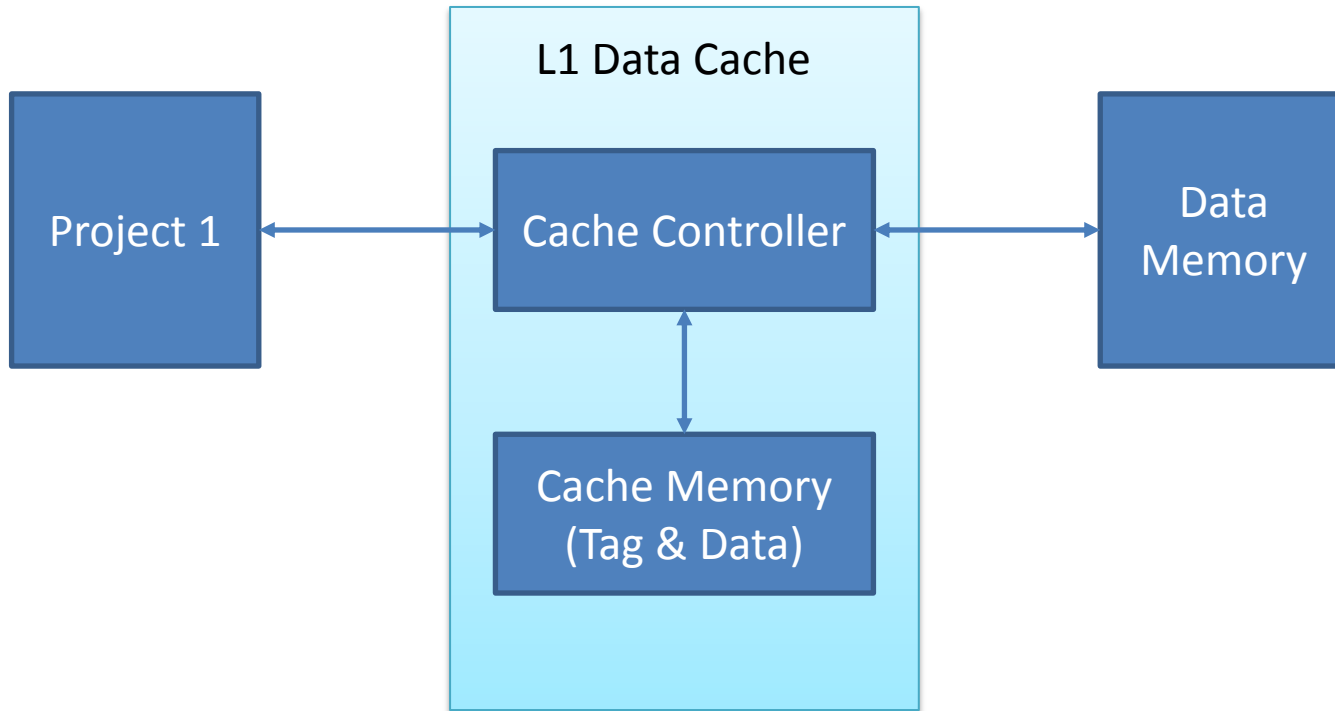 L1 Data Cache
Project 1
Cache Controller
Data
Memory
Cache Memory
(Tag & Data)